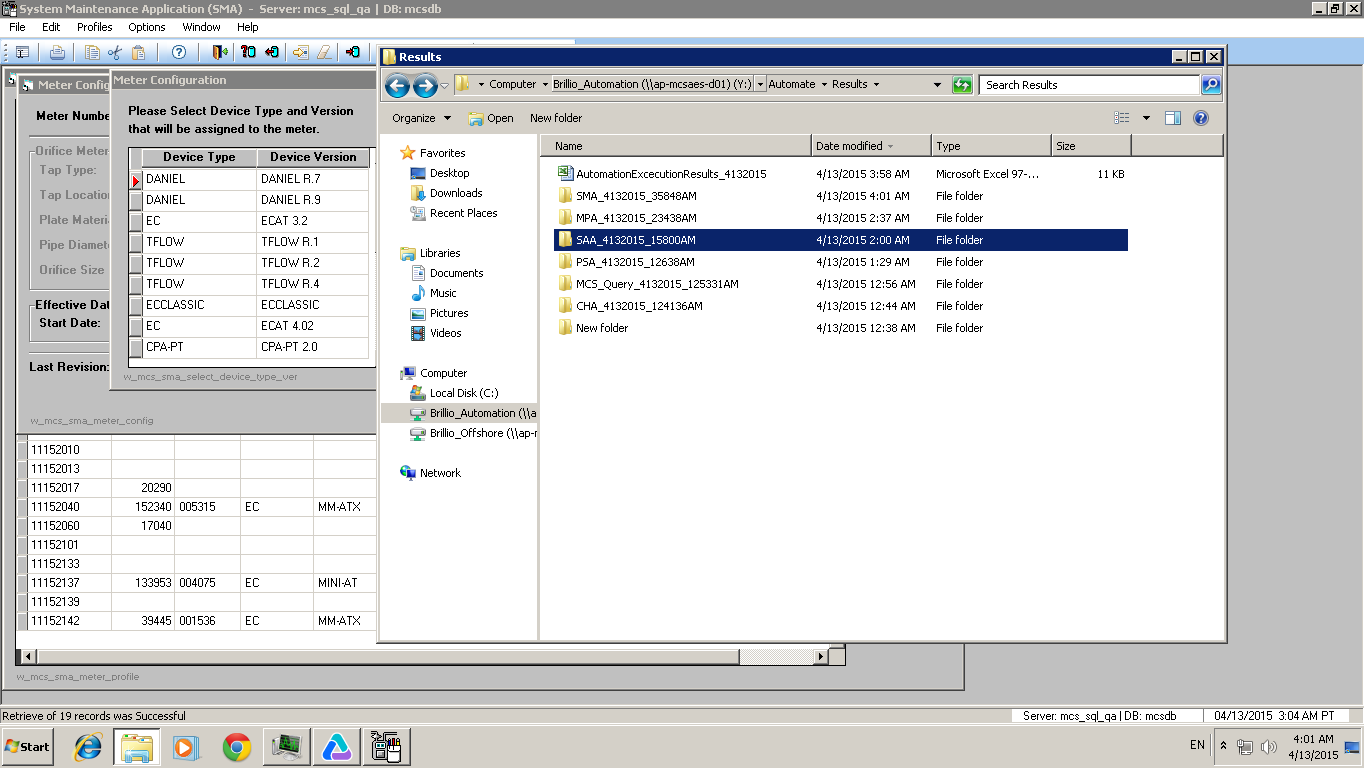 System Maintenance Application (SMA)  -  Server: mcs_sql_qa | DB: mcsdb
File Edit Profiles Options Window Help
Meter Config
Meter Numbe
Orifice Meter
Tap Type:
Tap Location
Plate Materia
Pipe Diamete
Orifice Size
Effective Dat
Start Date:
Last Revision:
w_mcs_sma_meter_config
Meter Configuration
Please Select Device Type and Version
that will be assigned to the meter.
Device Type Device Version
DANIEL DANIEL R.7
DANIEL DANIEL R.9
EC ECAT 3.2
TFLOW TFLOW R.1
TFLOW TFLOW R.2
TFLOW TFLOW R.4
ECCLASSIC ECCLASSIC
EC ECAT 4.02
CPA-PT CPA-PT 2.0
w_mcs_sma_select_device_type_ver
11152010
11152013
11152017 20290
11152040 152340 005315 EC MM-ATX
11152060 17040
11152101
11152133
11152137 133953 004075 EC MINI-AT
11152139
11152142 39445 001536 EC MM-ATX
w_mcs_sma_meter_profile
Results
Computer Brillio_Automation (\\ap-mcsaes-d01) (Y:) Automate Results
Search Results
Organize Open New folder
Favorites
Desktop
Downloads
Recent Places
Libraries
Documents
Music
Pictures
Videos
Computer
Local Disk (C:)
Brillio_Automation (\\a
Brillio_Offshore (\\ap-r
Network
Name Date modified Type Size
AutomationExcecutionResults_4132015 4/13/2015 3:58 AM Microsoft Excel 97-... 11 KB
SMA_4132015_35848AM 4/13/2015 4:01 AM File folder
MPA_4132015_23438AM 4/13/2015 2:37 AM File folder
SAA_4132015_15800AM 4/13/2015 2:00 AM File folder
PSA_4132015_12638AM 4/13/2015 1:29 AM File folder
MCS_Query_4132015_125331AM 4/13/2015 12:56 AM File folder
CHA_4132015_124136AM 4/13/2015 12:44 AM File folder
New folder 4/13/2015 12:38 AM File folder
Retrieve of 19 records was Successful
Server: mcs_sql_qa | DB: mcsdb 04/13/2015 3:04 AM PT
Start
EN
4:01 AM
4/13/2015